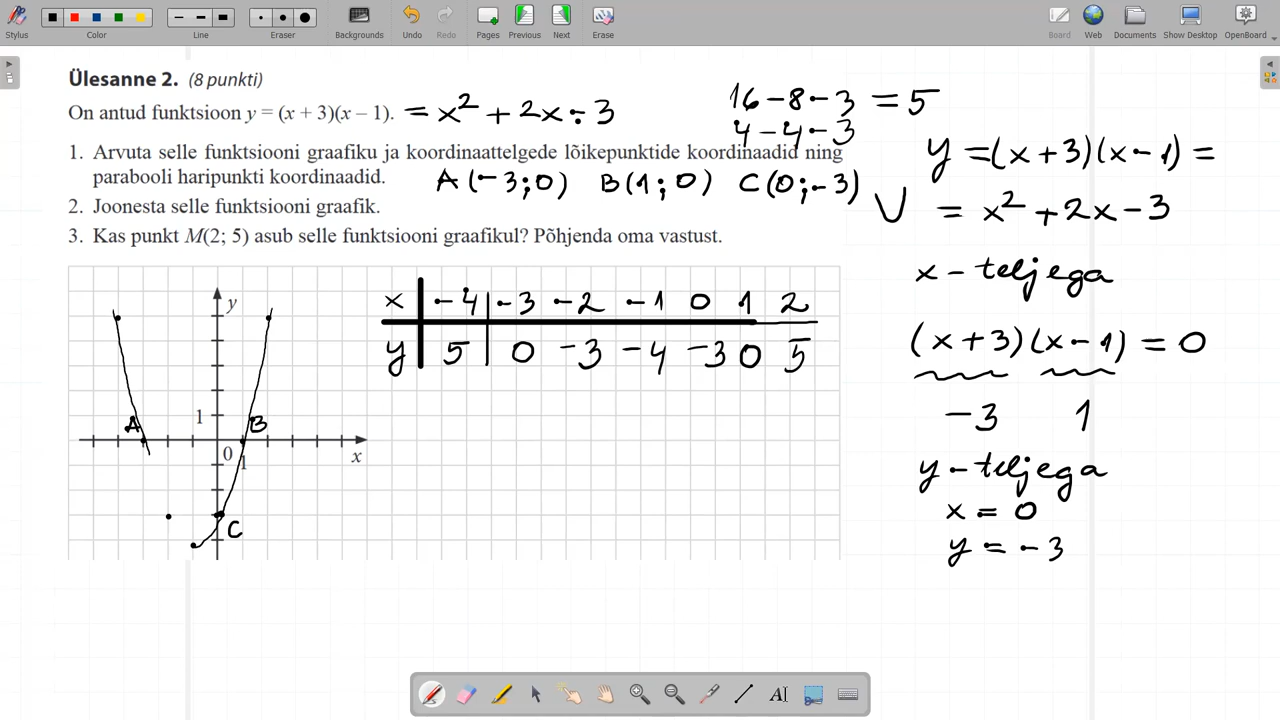 Stylus Color Line Eraser Backgrounds Undo Redo Pages Previous Next Erase Board Web Documents Show Desktop OpenBoard
Ülesanne 2. (8 punkti)
On antud funktsioon y = (x + 3)(x – 1). = x² + 2x - 3
1. Arvuta selle funktsiooni graafiku ja koordinaattelgede lõikepunktide koordinaadid ning
parabooli haripunkti koordinaadid. A(-3;0) B(1;0) C(0;-3)
2. Joonesta selle funktsiooni graafik.
3. Kas punkt M(2; 5) asub selle funktsiooni graafikul? Põhjenda oma vastust.
16-8-3 = 5
4-4-3
y = (x+3)(x-1) =
= x² + 2x - 3
x - teljega
(x+3)(x-1) = 0
-3 1
y - teljega
x = 0
y = -3
x -4 -3 -2 -1 0 1 2
y 5 0 -3 -4 -3 0 5
y
1
A
B
0
1
x
C